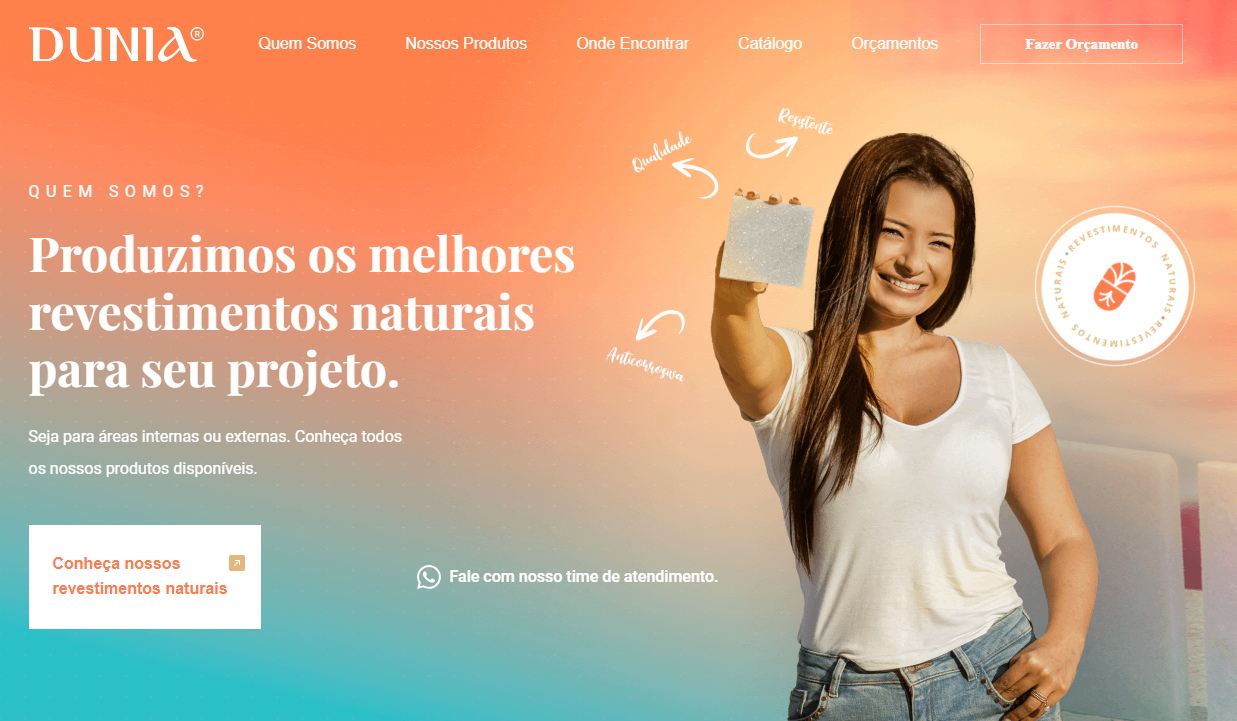 DUNIA®
Quem Somos
Nossos Produtos
Onde Encontrar
Catálogo
Orçamentos
Fazer Orçamento
QUEM SOMOS?
Produzimos os melhores
revestimentos naturais
para seu projeto.
Seja para áreas internas ou externas. Conheça todos
os nossos produtos disponíveis.
Conheça nossos
revestimentos naturais
Fale com nosso time de atendimento.
Qualidade
Resistente
Anticorrosiva
REVESTIMENTOS NATURAIS • REVESTIMENTOS NATURAIS •